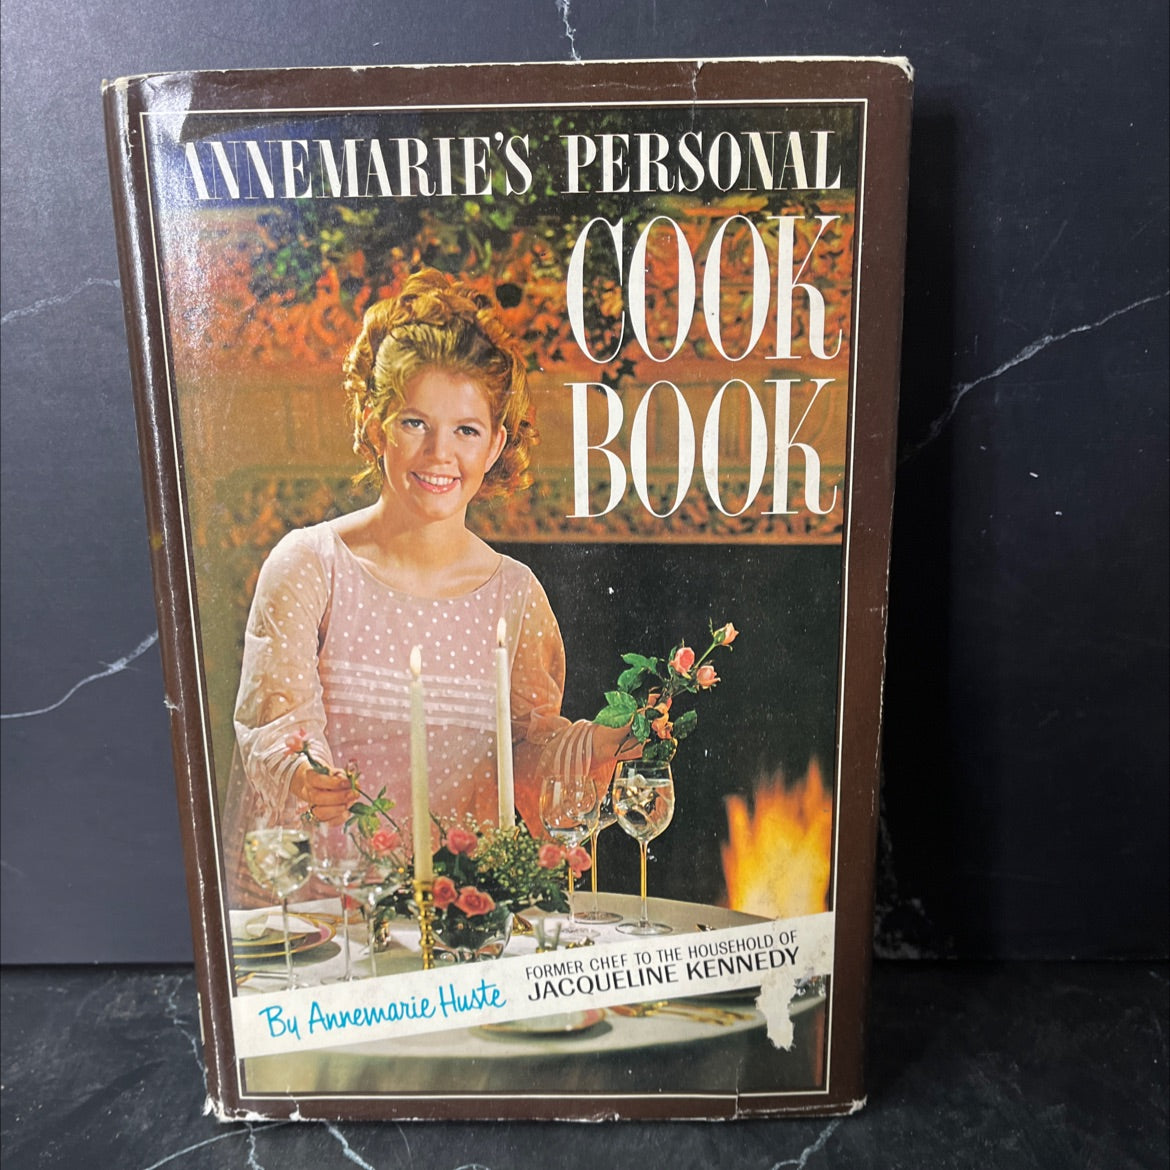 ANNEMARIE'S PERSONAL
COOK
BOOK
By Annemarie Huste
FORMER CHEF TO THE HOUSEHOLD OF
JACQUELINE KENNEDY